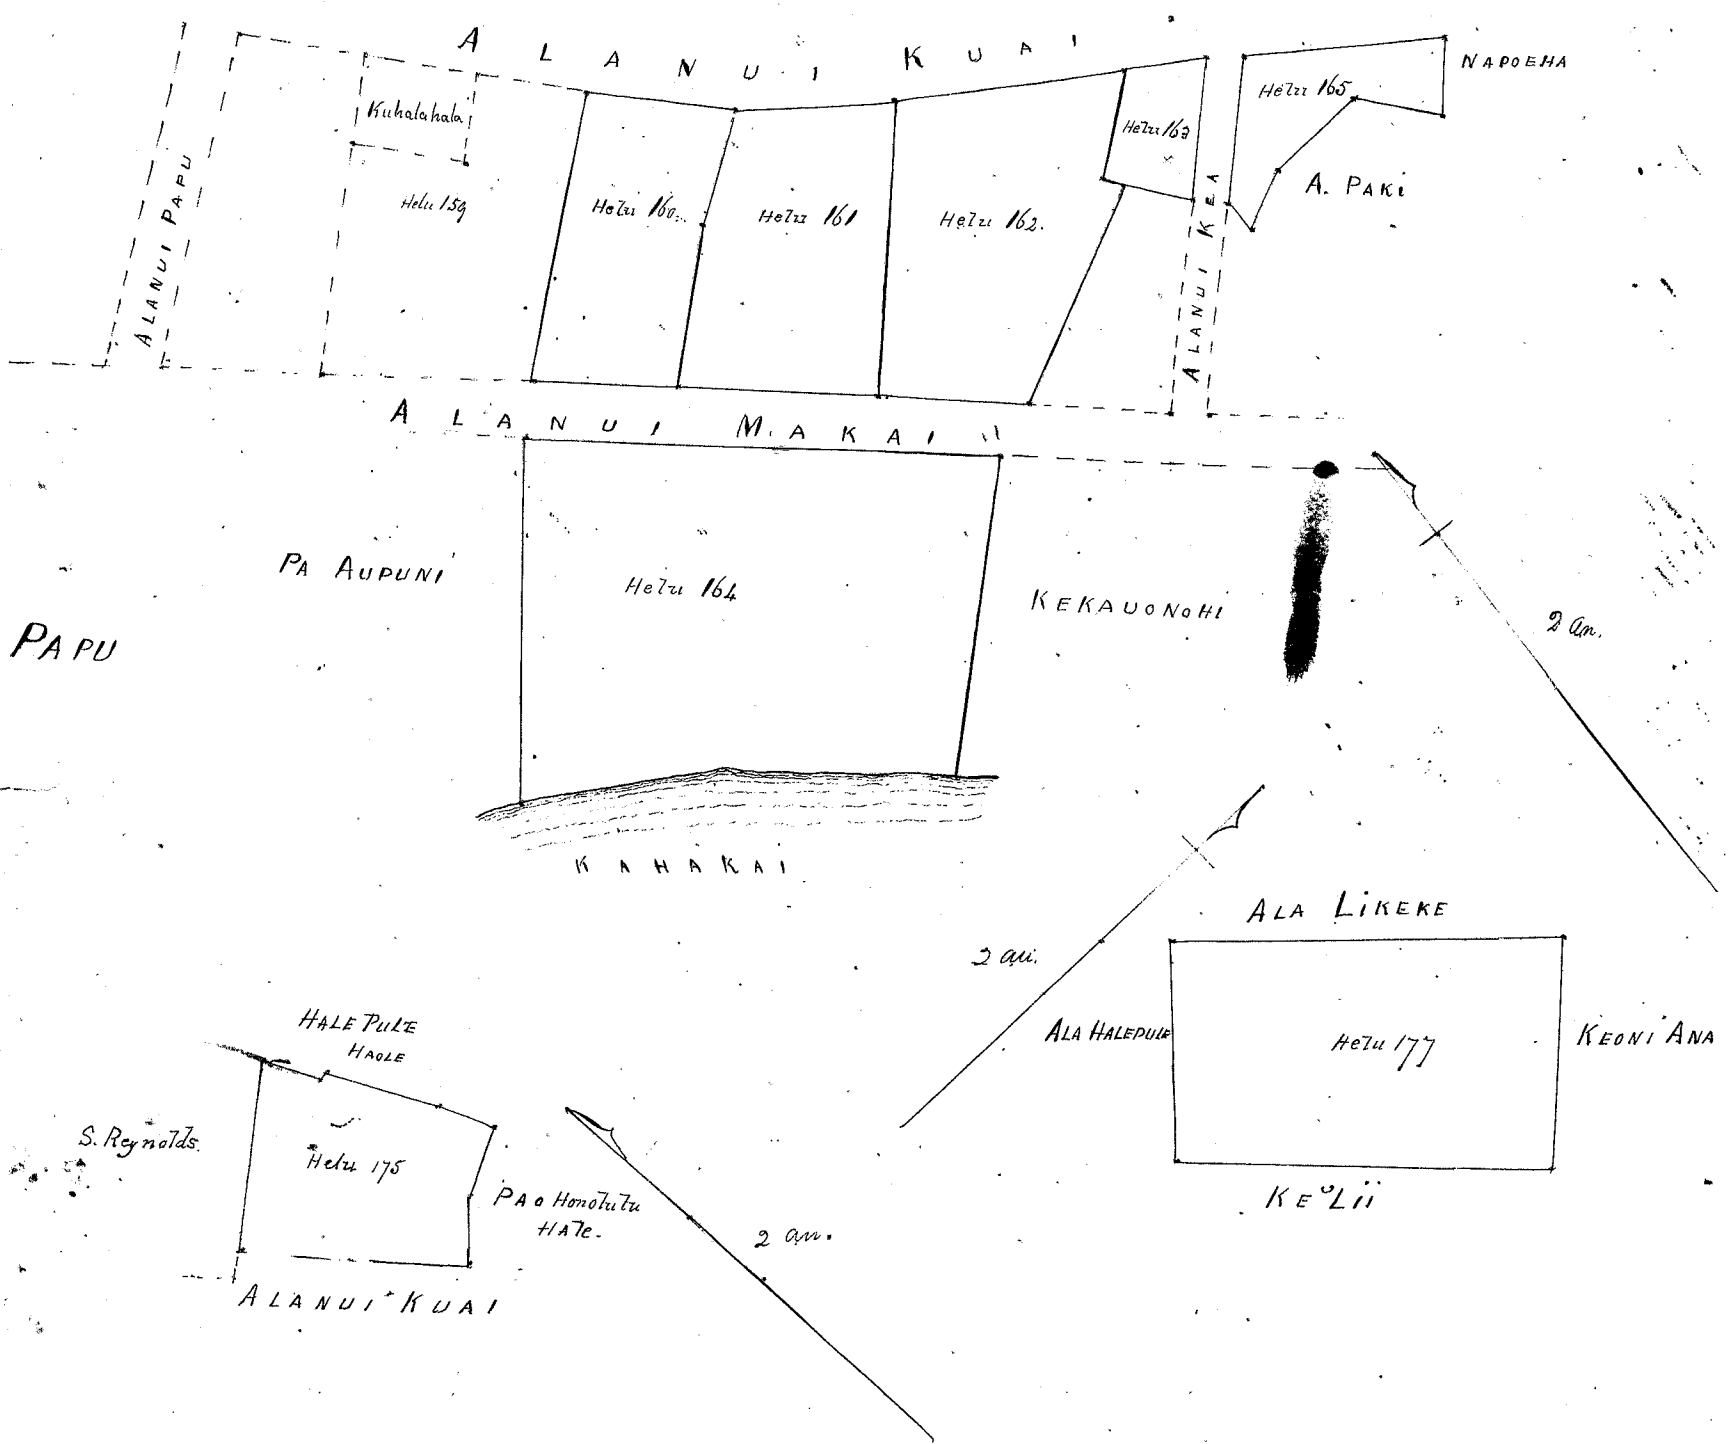 ALANUI KUAI
NAPOEHA
Kuhalahala
Helu 165
Helu 163
ALANUI PAPU
Helu 159
Helu 160
Helu 161
Helu 162.
ALANUI KEA
A. PAKi
ALANUI MAKAI
PA AUPUNI
Helu 164
KEKAUONOHI
PAPU
2 an.
KAHAKAI
ALA LiKEKE
2 au.
ALA HALEPULE
Helu 177
KEONI ANA
KE Lii
HALE PULE
HAOLE
S. Reynolds.
Helu 175
PA o Honolulu
HALe.
2 au.
ALANUI KUAI